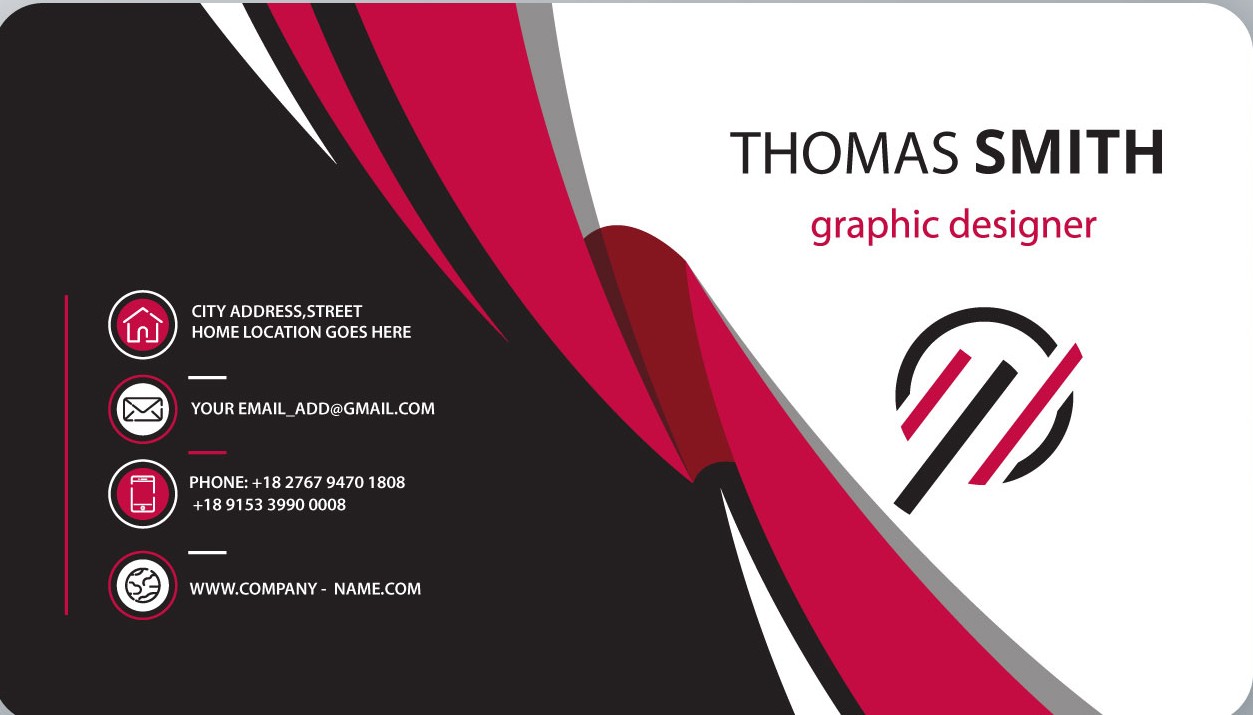 THOMAS SMITH
graphic designer
CITY ADDRESS,STREET
HOME LOCATION GOES HERE
YOUR EMAIL_ADD@GMAIL.COM
PHONE: +18 2767 9470 1808
+18 9153 3990 0008
WWW.COMPANY - NAME.COM